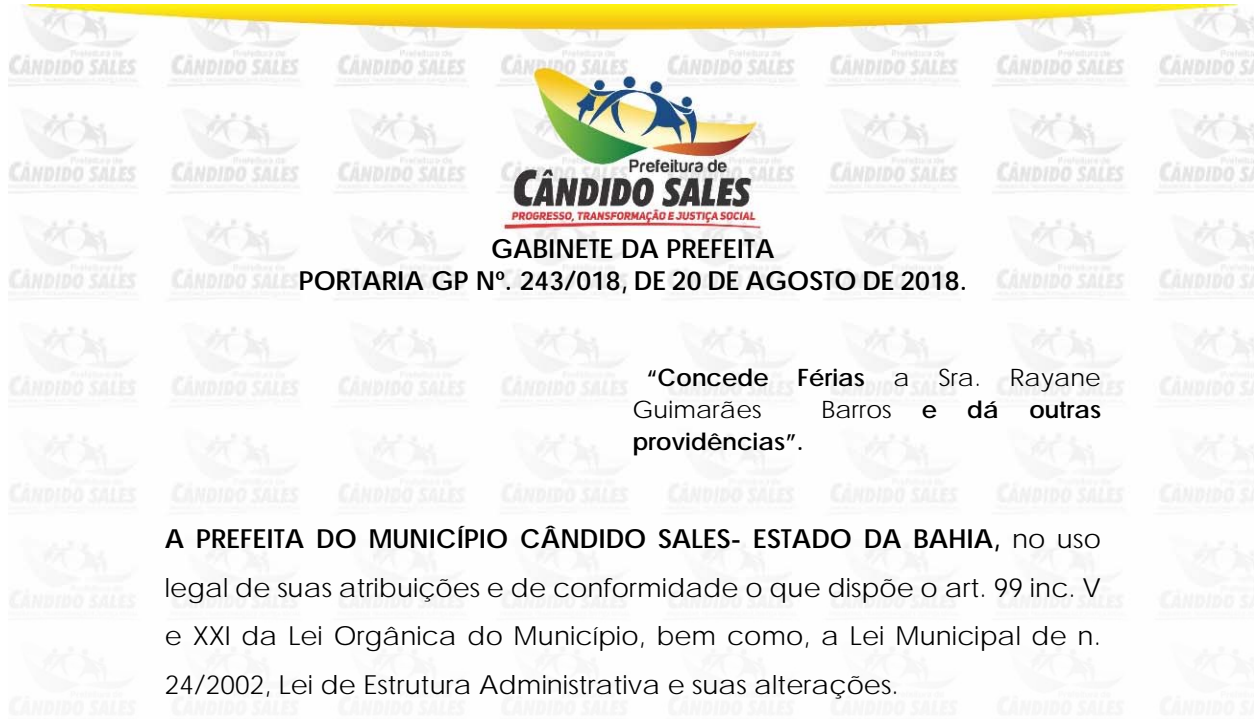 Prefeitura de
CÂNDIDO SALES
PROGRESSO, TRANSFORMAÇÃO E JUSTIÇA SOCIAL
GABINETE DA PREFEITA
PORTARIA GP Nº. 243/018, DE 20 DE AGOSTO DE 2018.
“Concede Férias a Sra. Rayane
Guimarães Barros e dá outras
providências”.
A PREFEITA DO MUNICÍPIO CÂNDIDO SALES- ESTADO DA BAHIA, no uso
legal de suas atribuições e de conformidade o que dispõe o art. 99 inc. V
e XXI da Lei Orgânica do Município, bem como, a Lei Municipal de n.
24/2002, Lei de Estrutura Administrativa e suas alterações.